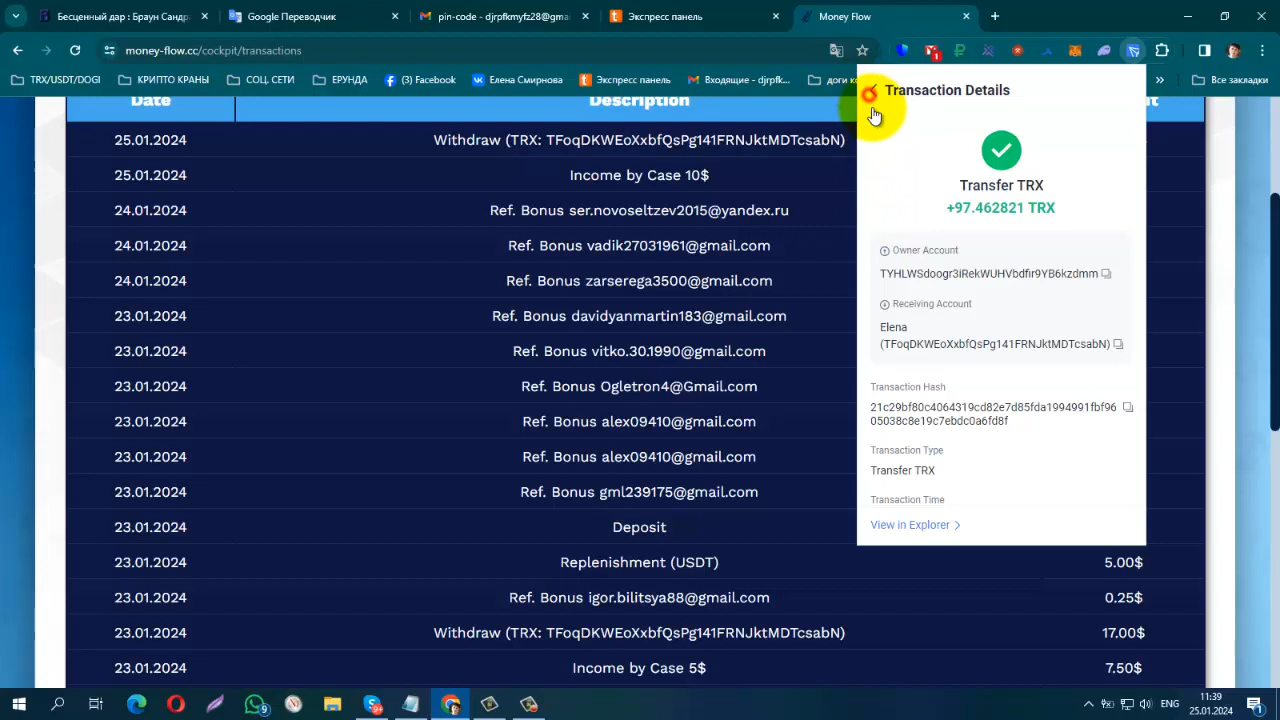 Бесценный дар : Браун Сандр
Google Переводчик
pin-code - djrpfkmyfz28@gmai
Экспресс панель
Money Flow
money-flow.cc/cockpit/transactions
1
TRX/USDT/DOGI
КРИПТО КРАНЫ
СОЦ. СЕТИ
ЕРУНДА
(3) Facebook
Елена Смирнова
Экспресс панель
Входящие - djrpfk...
доги ко
Все закладки
Date
Description
Transaction Details
Transfer TRX
+97.462821 TRX
Owner Account
TYHLWSdoogr3iRekWUHVbdfir9YB6kzdmm
Receiving Account
Elena
(TFoqDKWEoXxbfQsPg141FRNJktMDTcsabN)
Transaction Hash
21c29bf80c4064319cd82e7d85fda1994991fbf96
05038c8e19c7ebdc0a6fd8f
Transaction Type
Transfer TRX
Transaction Time
View in Explorer
25.01.2024 Withdraw (TRX: TFoqDKWEoXxbfQsPg141FRNJktMDTcsabN)
25.01.2024 Income by Case 10$
24.01.2024 Ref. Bonus ser.novoseltzev2015@yandex.ru
24.01.2024 Ref. Bonus vadik27031961@gmail.com
24.01.2024 Ref. Bonus zarserega3500@gmail.com
23.01.2024 Ref. Bonus davidyanmartin183@gmail.com
23.01.2024 Ref. Bonus vitko.30.1990@gmail.com
23.01.2024 Ref. Bonus Ogletron4@Gmail.com
23.01.2024 Ref. Bonus alex09410@gmail.com
23.01.2024 Ref. Bonus alex09410@gmail.com
23.01.2024 Ref. Bonus gml239175@gmail.com
23.01.2024 Deposit
23.01.2024 Replenishment (USDT) 5.00$
23.01.2024 Ref. Bonus igor.bilitsya88@gmail.com 0.25$
23.01.2024 Withdraw (TRX: TFoqDKWEoXxbfQsPg141FRNJktMDTcsabN) 17.00$
23.01.2024 Income by Case 5$ 7.50$
ENG
11:39
25.01.2024